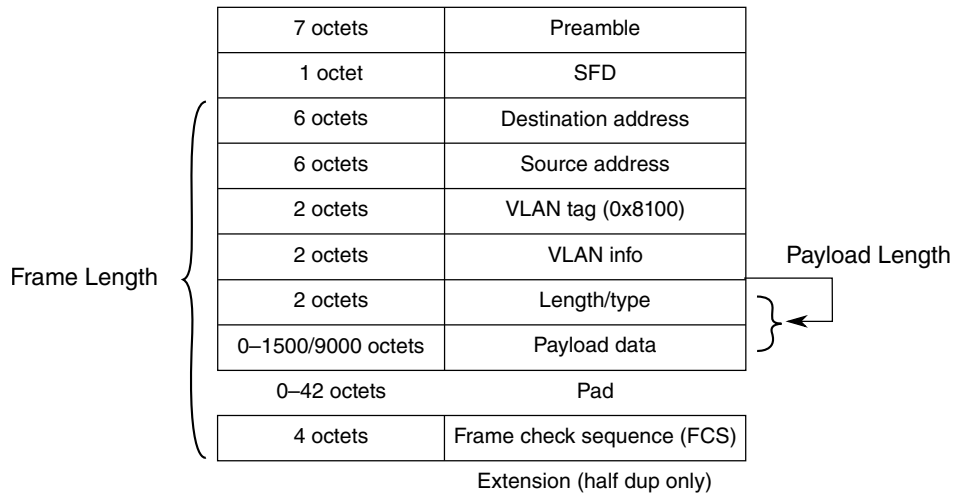 7 octets Preamble
1 octet SFD
6 octets Destination address
6 octets Source address
2 octets VLAN tag (0x8100)
2 octets VLAN info
Payload Length
Frame Length
2 octets Length/type
0–1500/9000 octets Payload data
0–42 octets Pad
4 octets Frame check sequence (FCS)
Extension (half dup only)